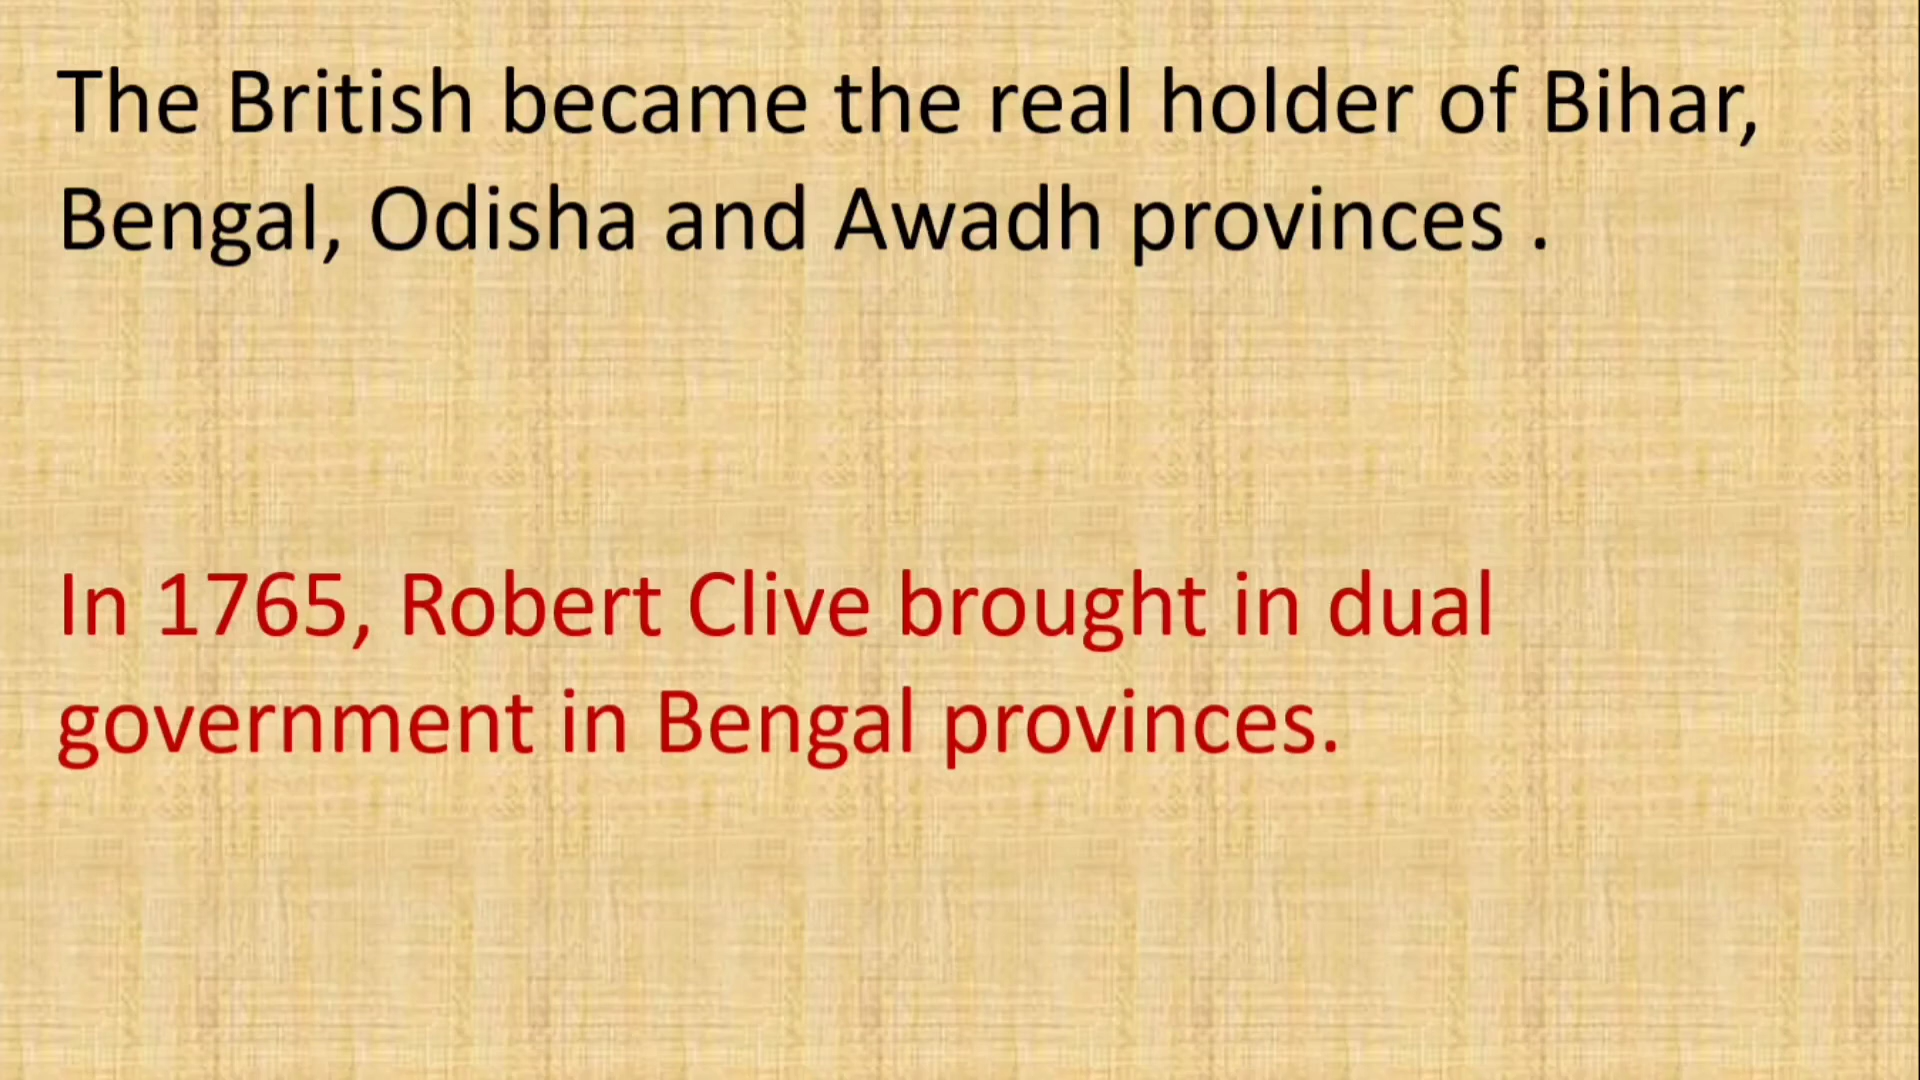 The British became the real holder of Bihar,
Bengal, Odisha and Awadh provinces .
In 1765, Robert Clive brought in dual
government in Bengal provinces.